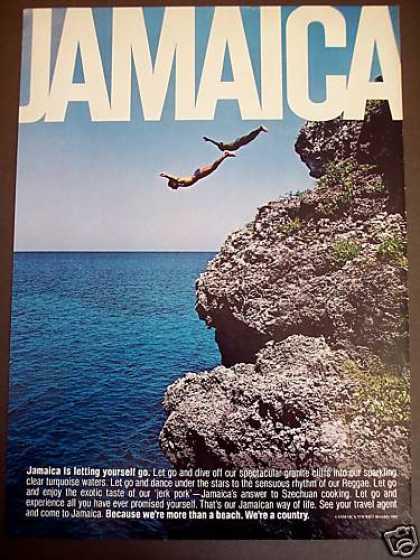 JAMAICA
Jamaica is letting yourself go. Let go and dive off our spectacular granite cliffs into our sparkling
clear turquoise waters. Let go and dance under the stars to the sensuous rhythm of our Reggae. Let go
and enjoy the exotic taste of our 'jerk pork'—Jamaica's answer to Szechuan cooking. Let go and
experience all you have ever promised yourself. That's our Jamaican way of life. See your travel agent
and come to Jamaica. Because we're more than a beach. We're a country.